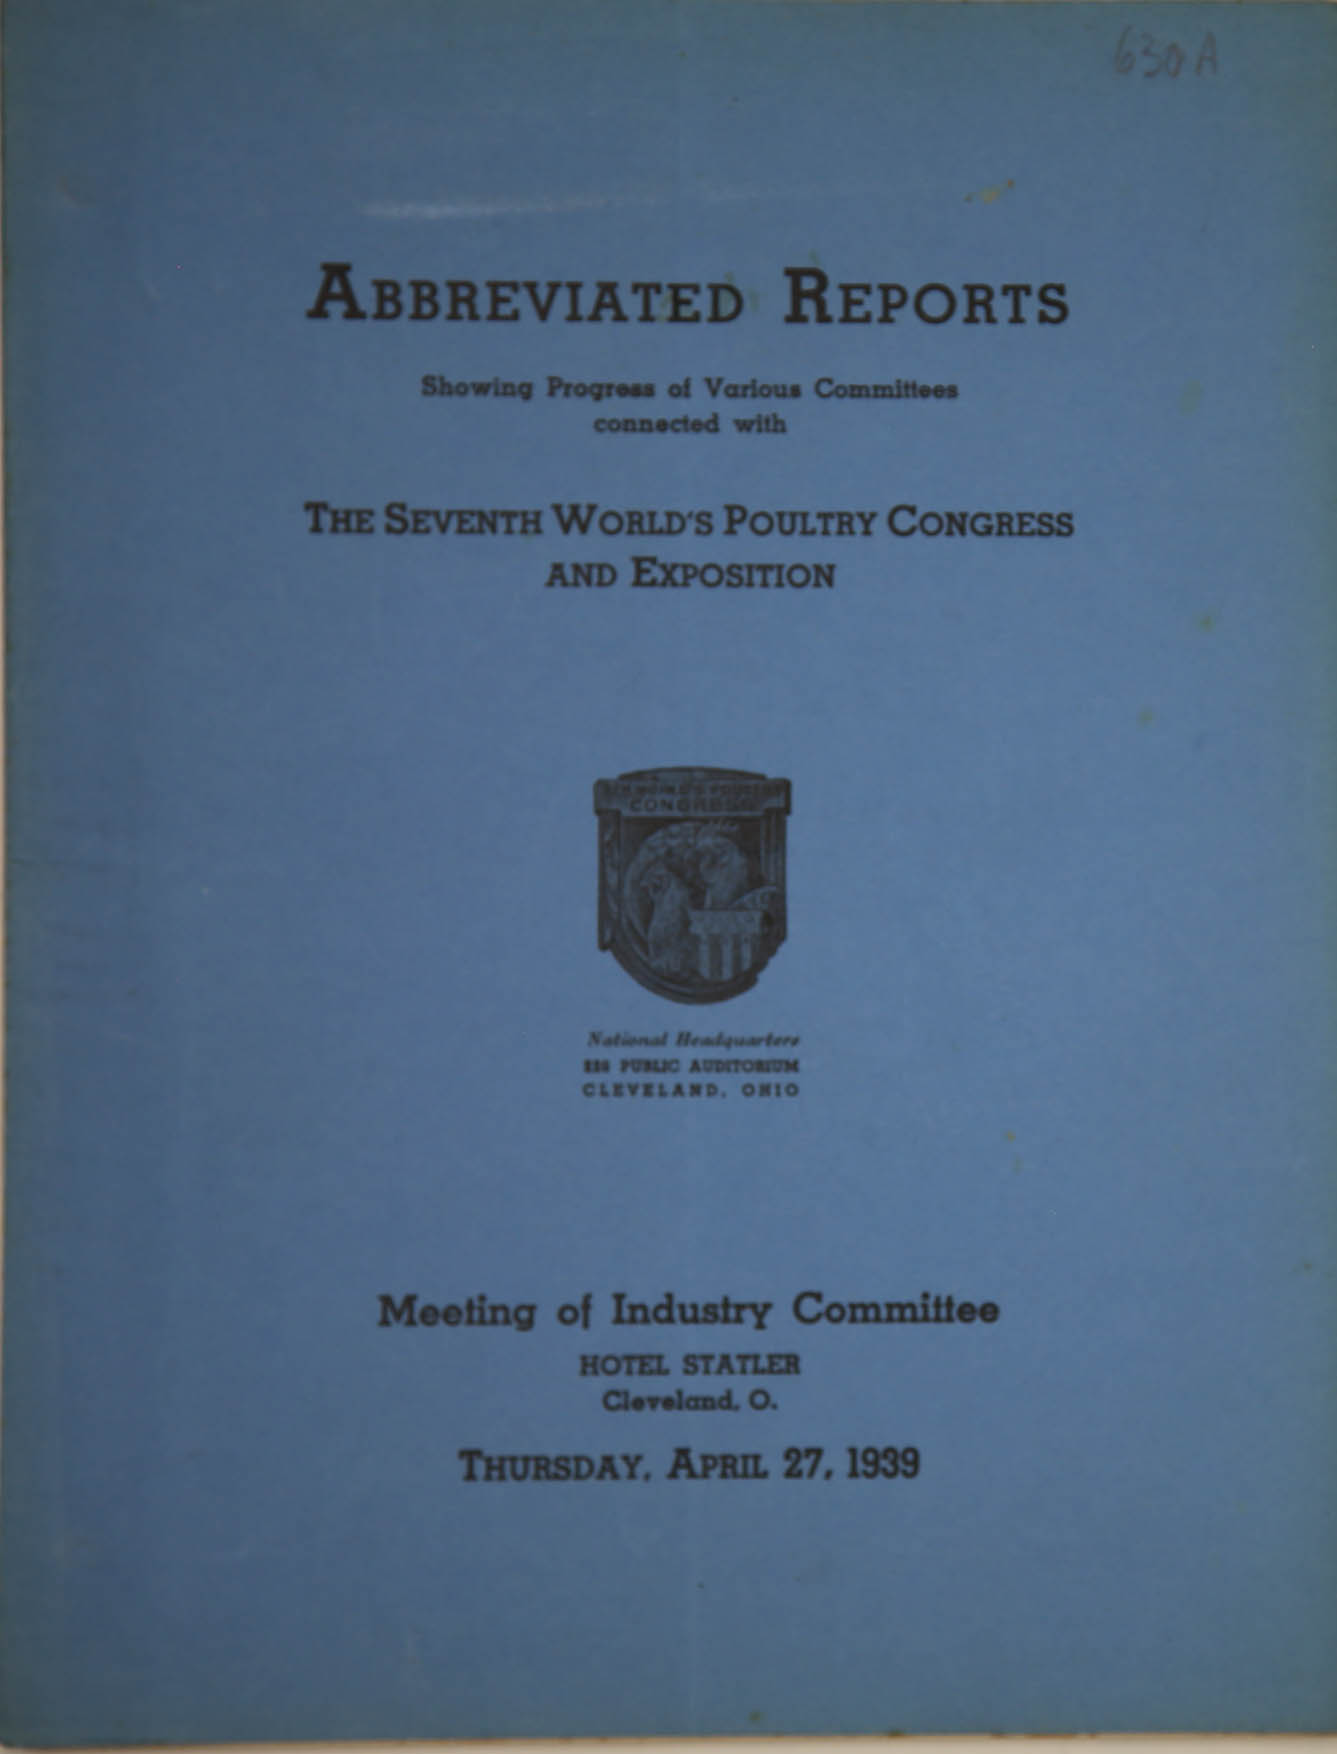 630A
ABBREVIATED REPORTS
Showing Progress of Various Committees
connected with
THE SEVENTH WORLD'S POULTRY CONGRESS
AND EXPOSITION
CONGRESS
National Headquarters
PUBLIC AUDITORIUM
CLEVELAND, OHIO
Meeting of Industry Committee
HOTEL STATLER
Cleveland, O.
THURSDAY, APRIL 27, 1939